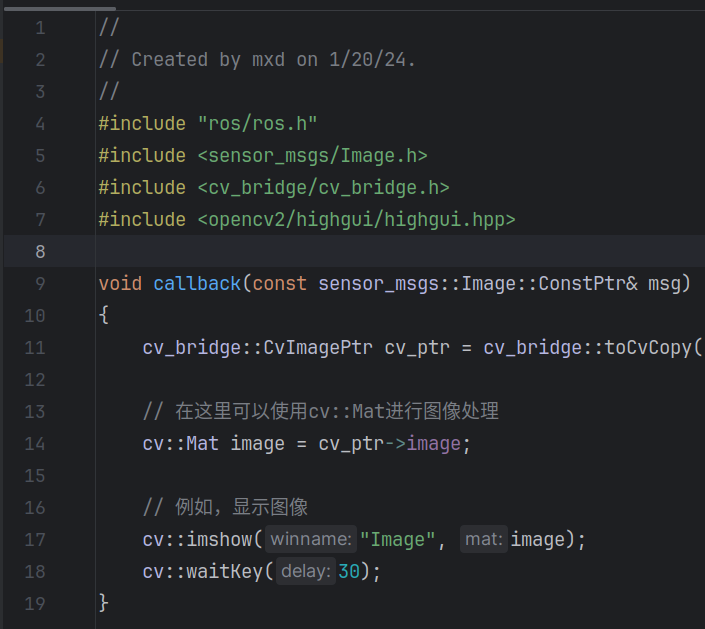 1 //
2 // Created by mxd on 1/20/24.
3 //
4 #include "ros/ros.h"
5 #include <sensor_msgs/Image.h>
6 #include <cv_bridge/cv_bridge.h>
7 #include <opencv2/highgui/highgui.hpp>
8
9 void callback(const sensor_msgs::Image::ConstPtr& msg)
10 {
11     cv_bridge::CvImagePtr cv_ptr = cv_bridge::toCvCopy(
12
13     // 在这里可以使用cv::Mat进行图像处理
14     cv::Mat image = cv_ptr->image;
15
16     // 例如，显示图像
17     cv::imshow( winname: "Image", mat: image);
18     cv::waitKey( delay: 30);
19 }